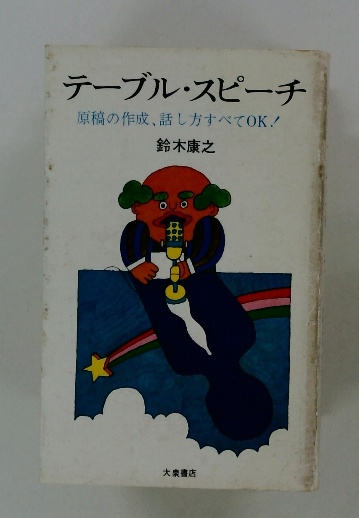 テーブル・スピーチ
原稿の作成、話し方すべてOK!
鈴木康之
大泉書店